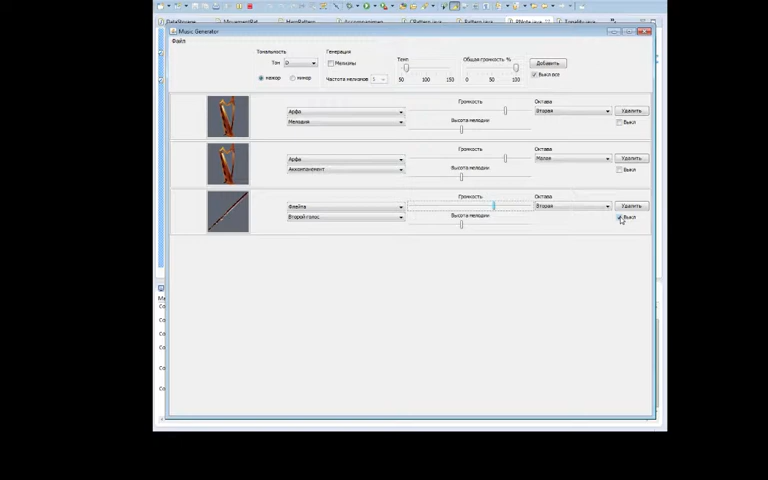 Music Generator
Файл
Тональность
Генерация
Тон D
Мелизмы
Темп
Общая громкость %
Добавить
мажор
минор
Частота мелизмов 5
50 100 150
0 50 100
Выкл все
Громкость
Октава
Арфа
Вторая
Удалить
Мелодия
Высота мелодии
Выкл
Громкость
Октава
Арфа
Малая
Удалить
Аккомпанемент
Высота мелодии
Выкл
Громкость
Октава
Флейта
Вторая
Удалить
Второй голос
Высота мелодии
Выкл